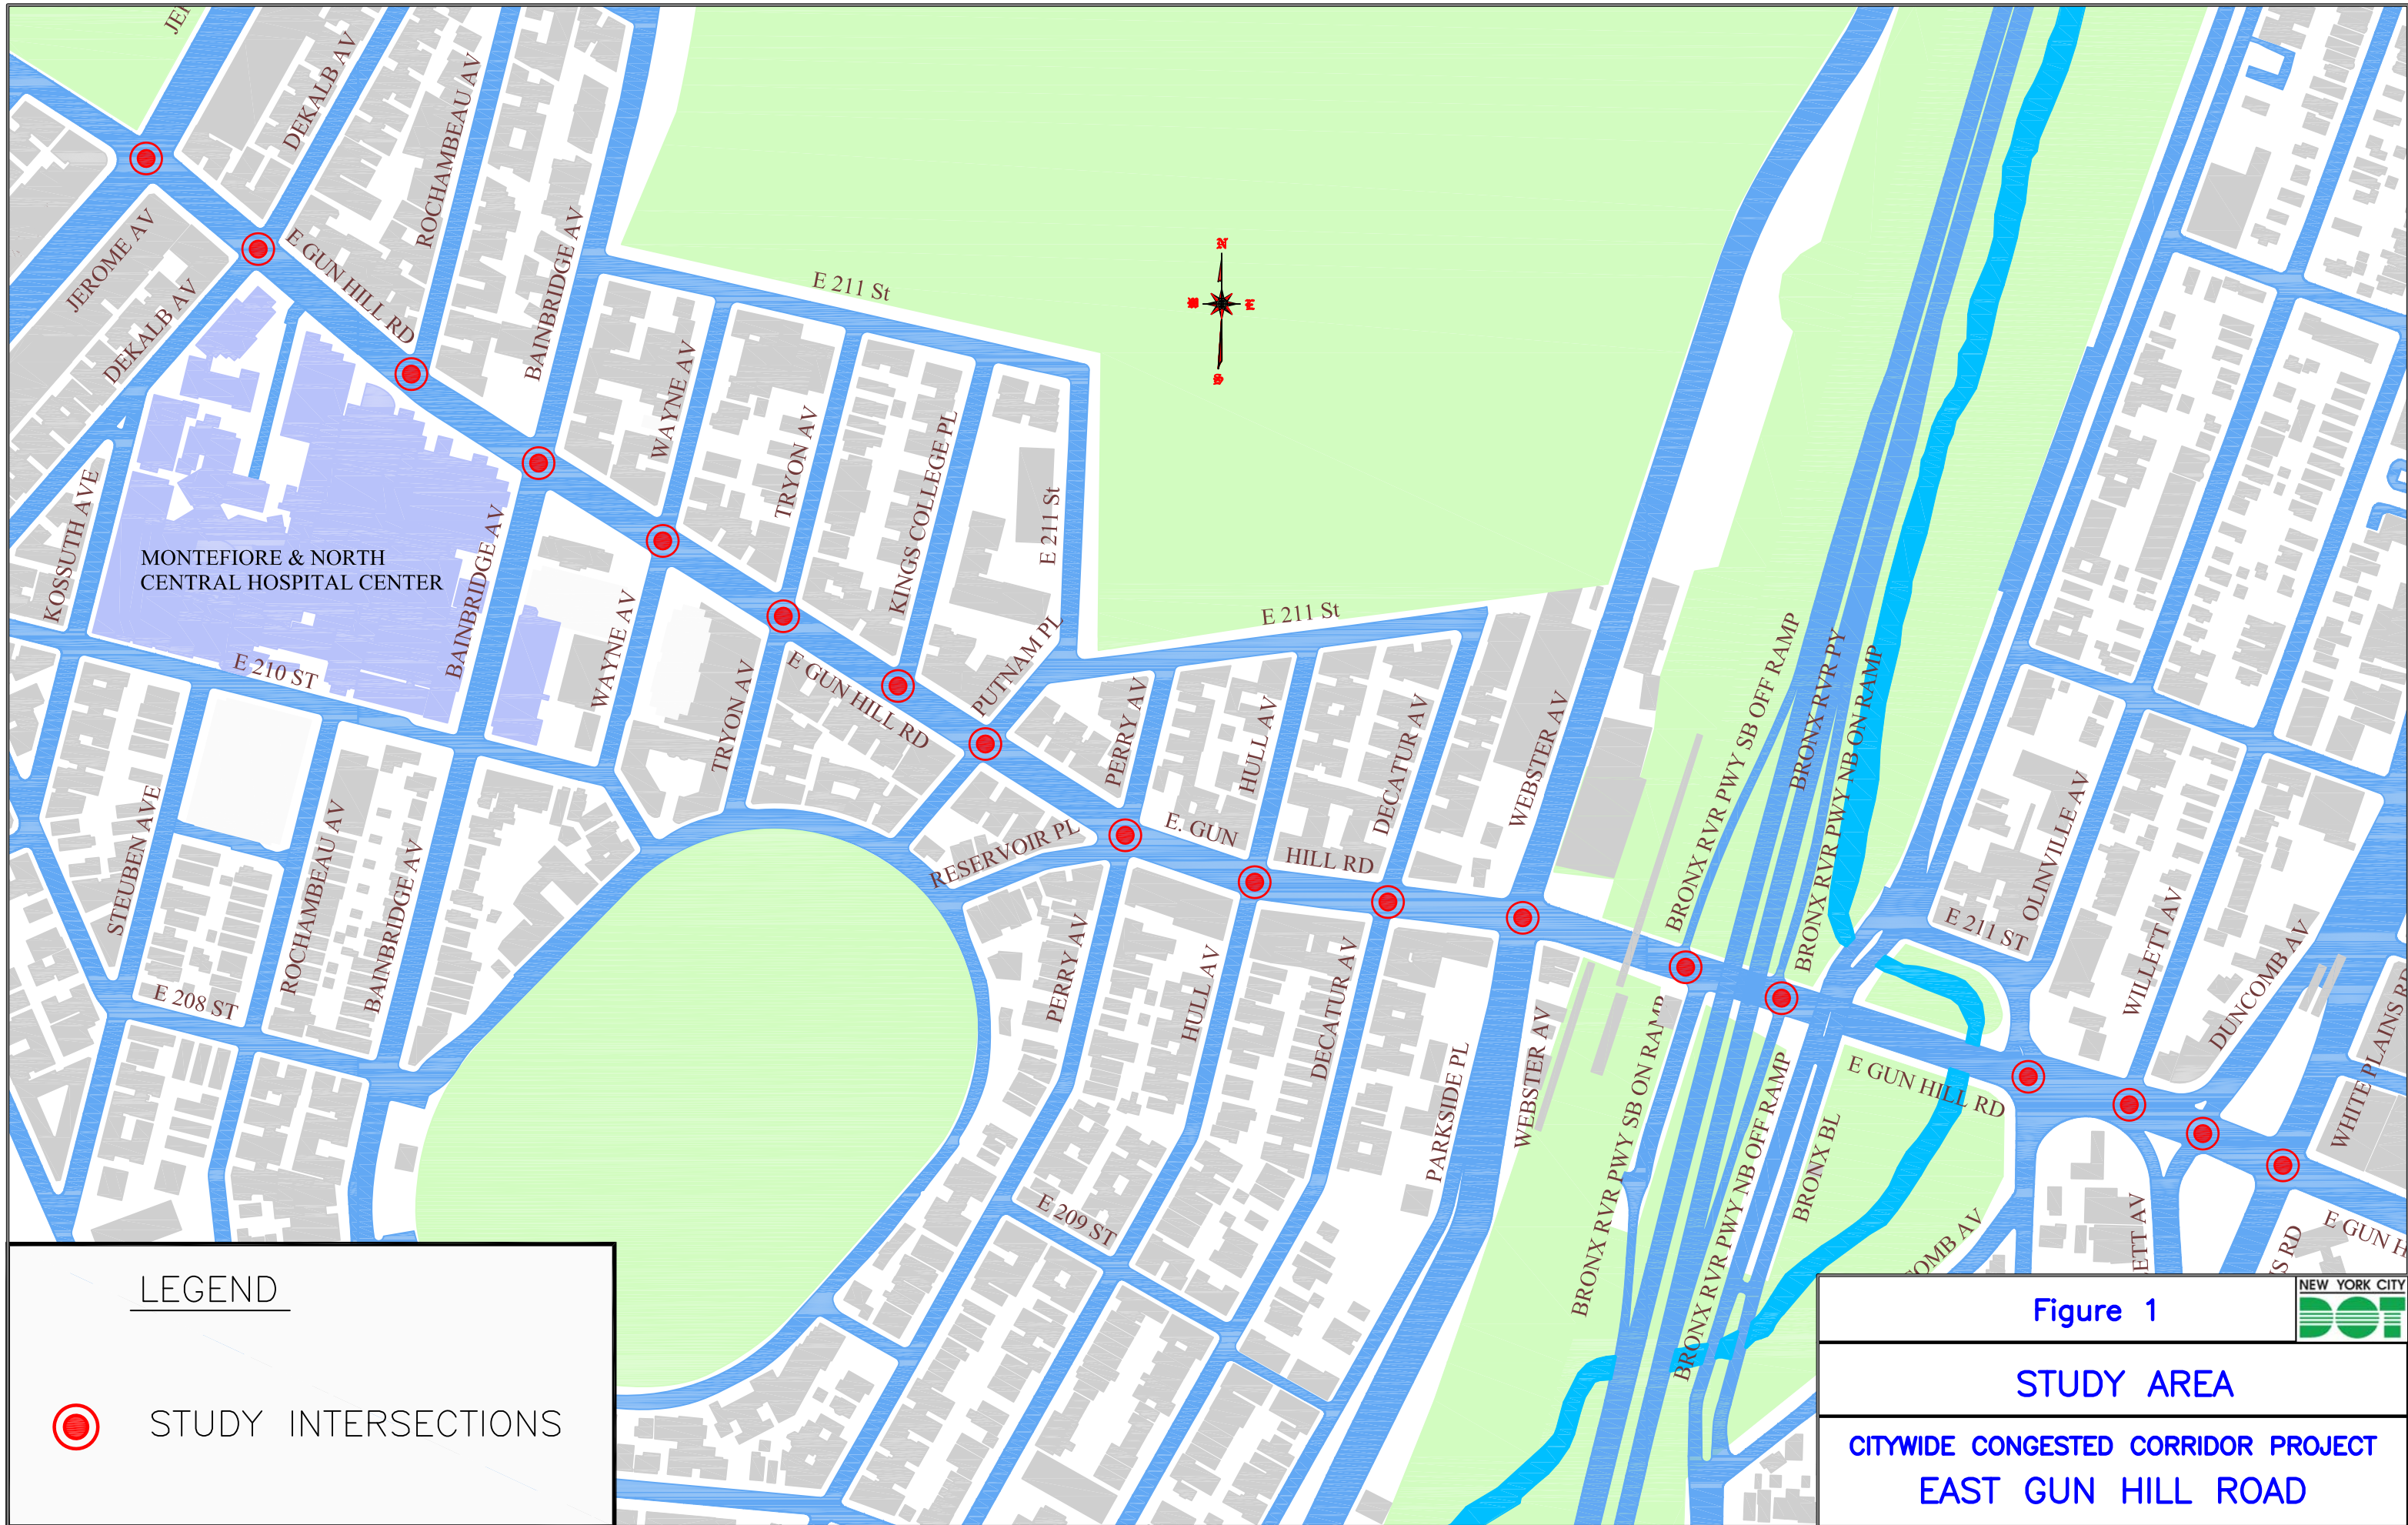 JE
DEKALB AV
ROCHAMBEAU AV
BAINBRIDGE AV
JEROME AV
DEKALB AV
E GUN HILL RD
E 211 St
N
E
S
WAYNE AV
TRYON AV
KINGS COLLEGE PL
E 211 St
KOSSUTH AVE
MONTEFIORE & NORTH
CENTRAL HOSPITAL CENTER
BAINBRIDGE AV
E 210 ST
WAYNE AV
TRYON AV
E GUN HILL RD
PUTNAM PL
E 211 St
PERRY AV
HULL AV
DECATUR AV
WEBSTER AV
BRONX RVR PWY SB OFF RAMP
BRONX RVR PY
BRONX RVR PWY NB ON RAMP
OLINVILLE AV
E 211 ST
WILLETT AV
DUNCOMB AV
WHITE PLAINS R
STEUBEN AVE
ROCHAMBEAU AV
BAINBRIDGE AV
E 208 ST
RESERVOIR PL
E. GUN
HILL RD
PERRY AV
HULL AV
DECATUR AV
PARKSIDE PL
WEBSTER AV
BRONX RVR PWY SB ON RAMP
BRONX RVR PWY NB OFF RAMP
BRONX BL
E GUN HILL RD
E 209 ST
OMB AV
ETT AV
S RD
E GUN H
LEGEND
STUDY INTERSECTIONS
Figure 1
NEW YORK CITY
DOT
STUDY AREA
CITYWIDE CONGESTED CORRIDOR PROJECT
EAST GUN HILL ROAD